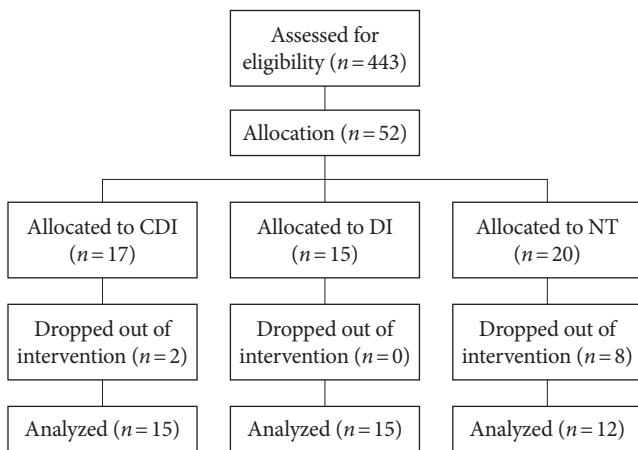 Assessed for
eligibility (n = 443)
Allocation (n = 52)
Allocated to CDI
(n = 17)
Allocated to DI
(n = 15)
Allocated to NT
(n = 20)
Dropped out of
intervention (n = 2)
Dropped out of
intervention (n = 0)
Dropped out of
intervention (n = 8)
Analyzed (n = 15)
Analyzed (n = 15)
Analyzed (n = 12)